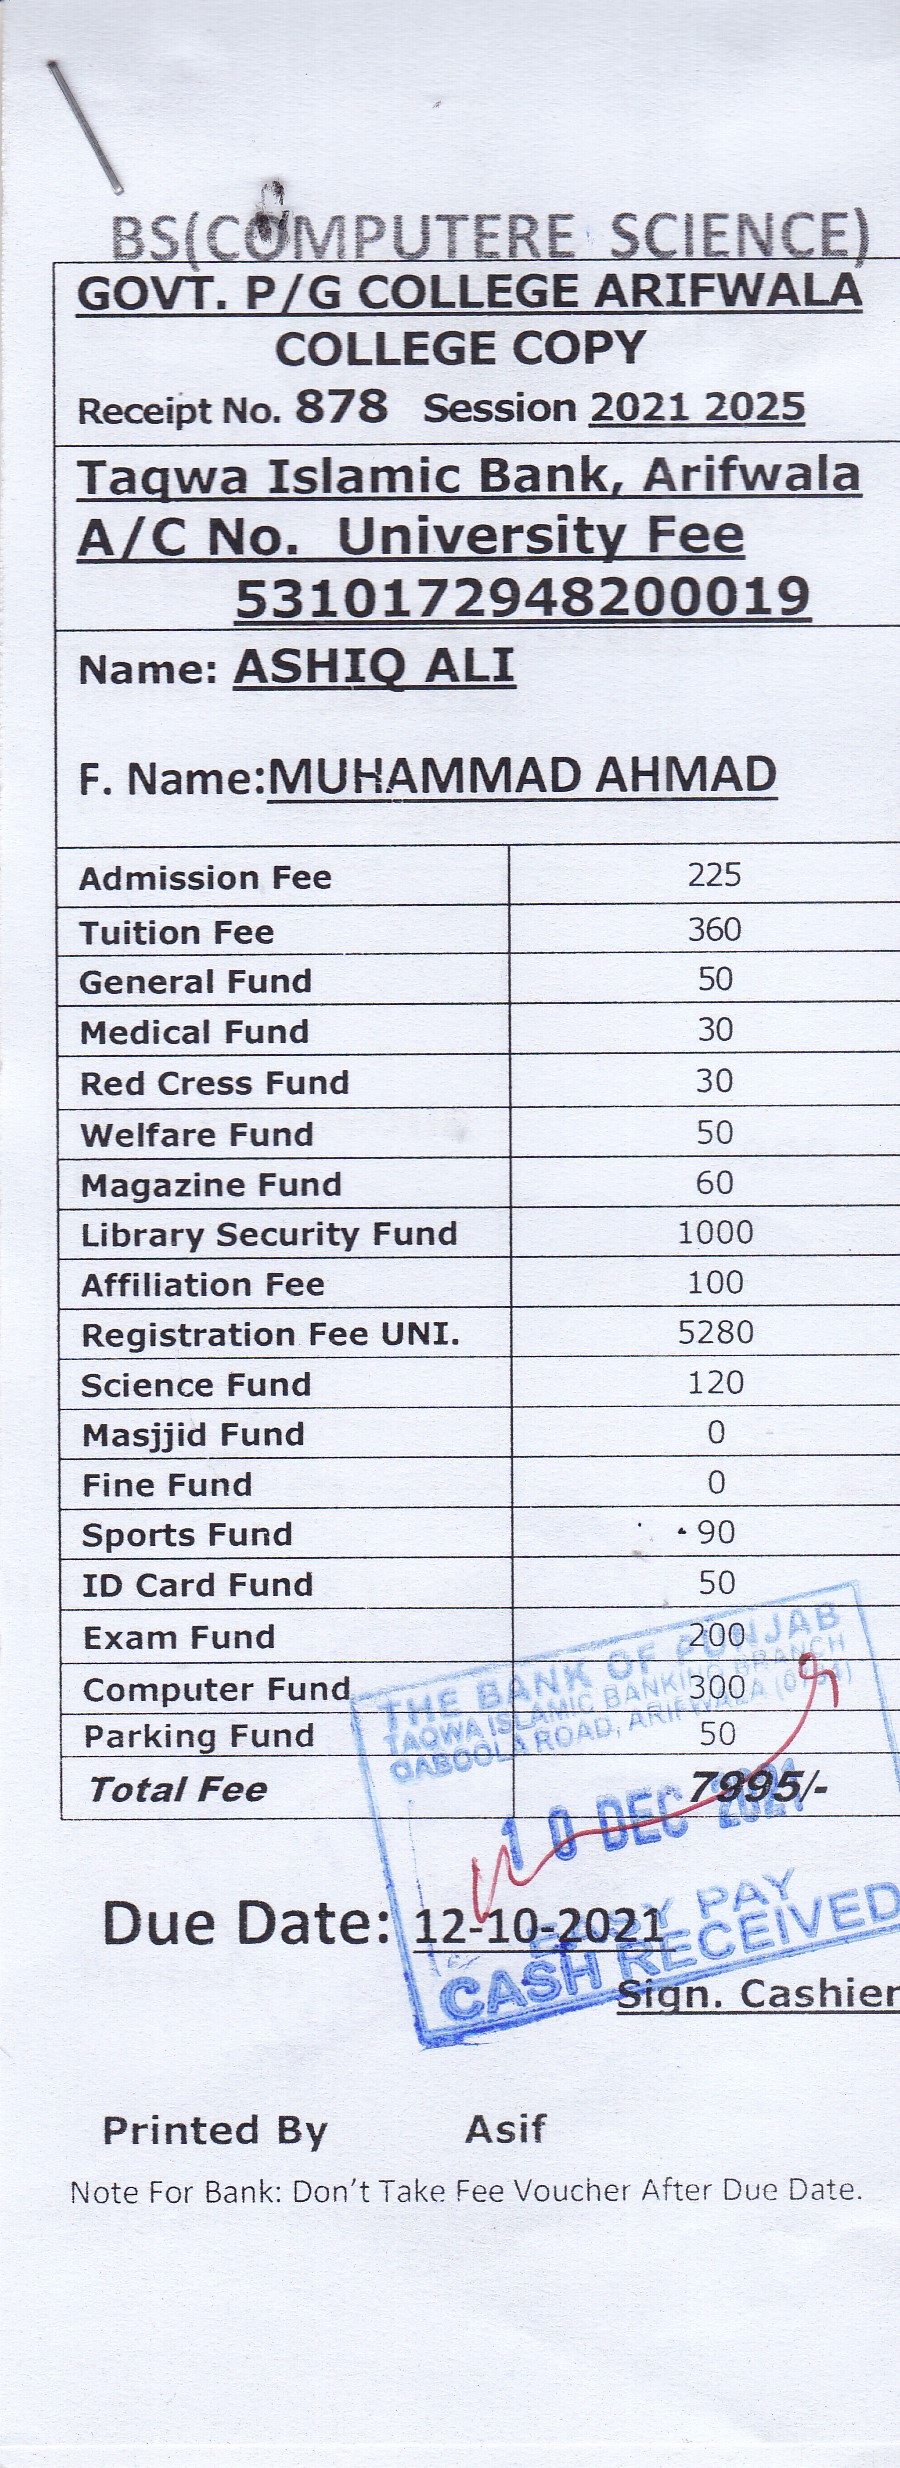 BS(COMPUTERE SCIENCE)
GOVT. P/G COLLEGE ARIFWALA
COLLEGE COPY
Receipt No. 878 Session 2021 2025
Taqwa Islamic Bank, Arifwala
A/C No. University Fee
5310172948200019
Name: ASHIQ ALI
F. Name:MUHAMMAD AHMAD
Admission Fee 225
Tuition Fee 360
General Fund 50
Medical Fund 30
Red Cress Fund 30
Welfare Fund 50
Magazine Fund 60
Library Security Fund 1000
Affiliation Fee 100
Registration Fee UNI. 5280
Science Fund 120
Masjjid Fund 0
Fine Fund 0
Sports Fund 90
ID Card Fund 50
Exam Fund 200
Computer Fund 300
Parking Fund 50
Total Fee 7995/-
THE BANK OF PUNJAB
TAQWA ISLAMIC BANKING BRANCH
QABOOLA ROAD, ARIFWALA
10 DEC 2021
Due Date: 12-10-2021
PAY
CASH RECEIVED
Sign. Cashier
Printed By Asif
Note For Bank: Don't Take Fee Voucher After Due Date.